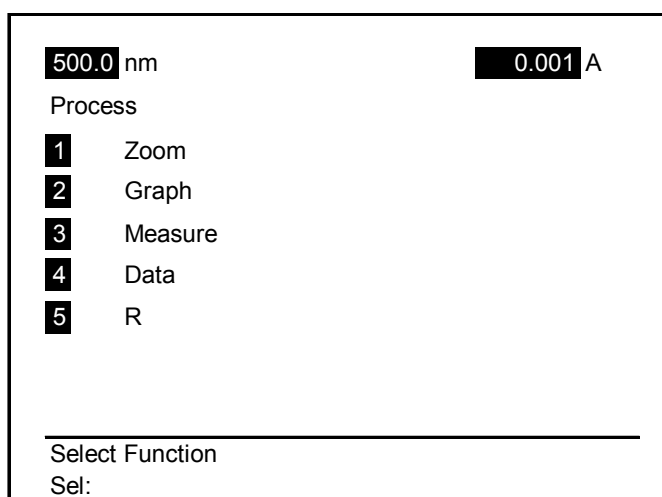 500.0 nm 0.001 A
Process
1 Zoom
2 Graph
3 Measure
4 Data
5 R
Select Function
Sel: